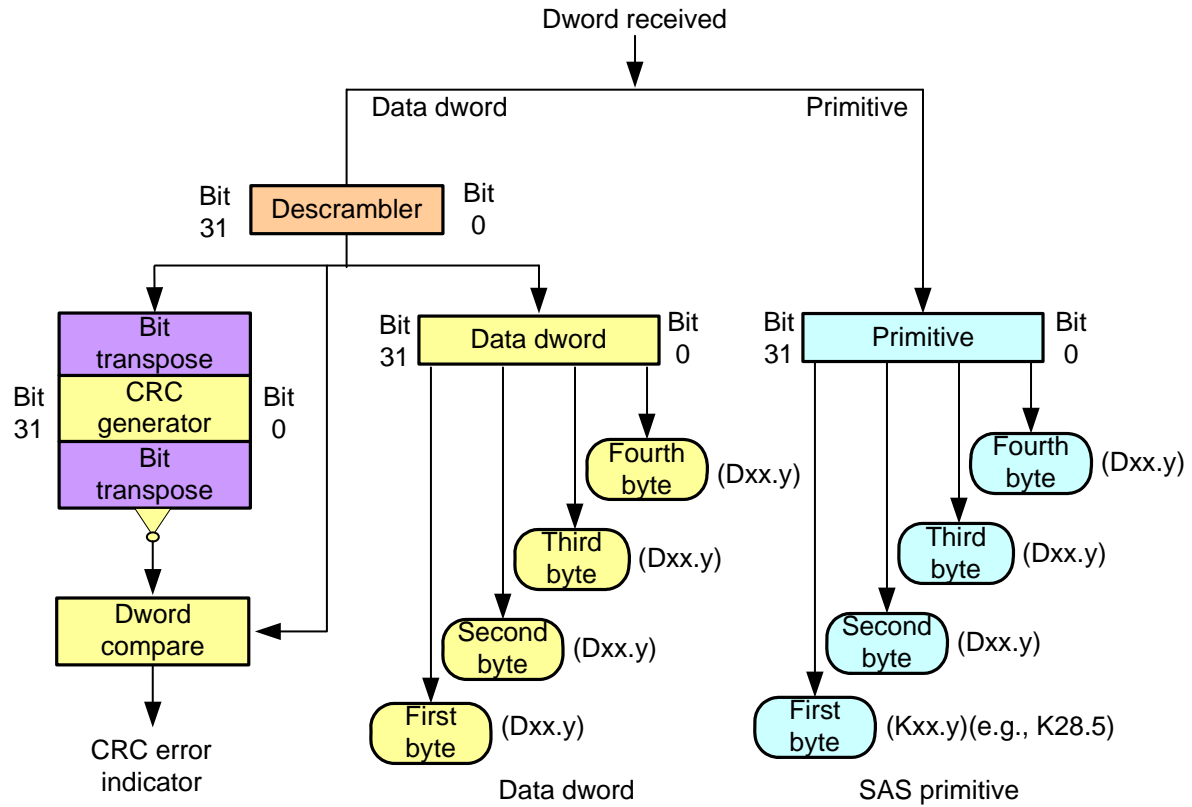 Dword received
Data dword
Primitive
Bit
31
Descrambler
Bit
0
Bit
transpose
Bit
31
CRC
generator
Bit
0
Bit
transpose
Dword
compare
CRC error
indicator
Bit
31
Data dword
Bit
0
Fourth
byte
(Dxx.y)
Third
byte
(Dxx.y)
Second
byte
(Dxx.y)
First
byte
(Dxx.y)
Data dword
Bit
31
Primitive
Bit
0
Fourth
byte
(Dxx.y)
Third
byte
(Dxx.y)
Second
byte
(Dxx.y)
First
byte
(Kxx.y)(e.g., K28.5)
SAS primitive